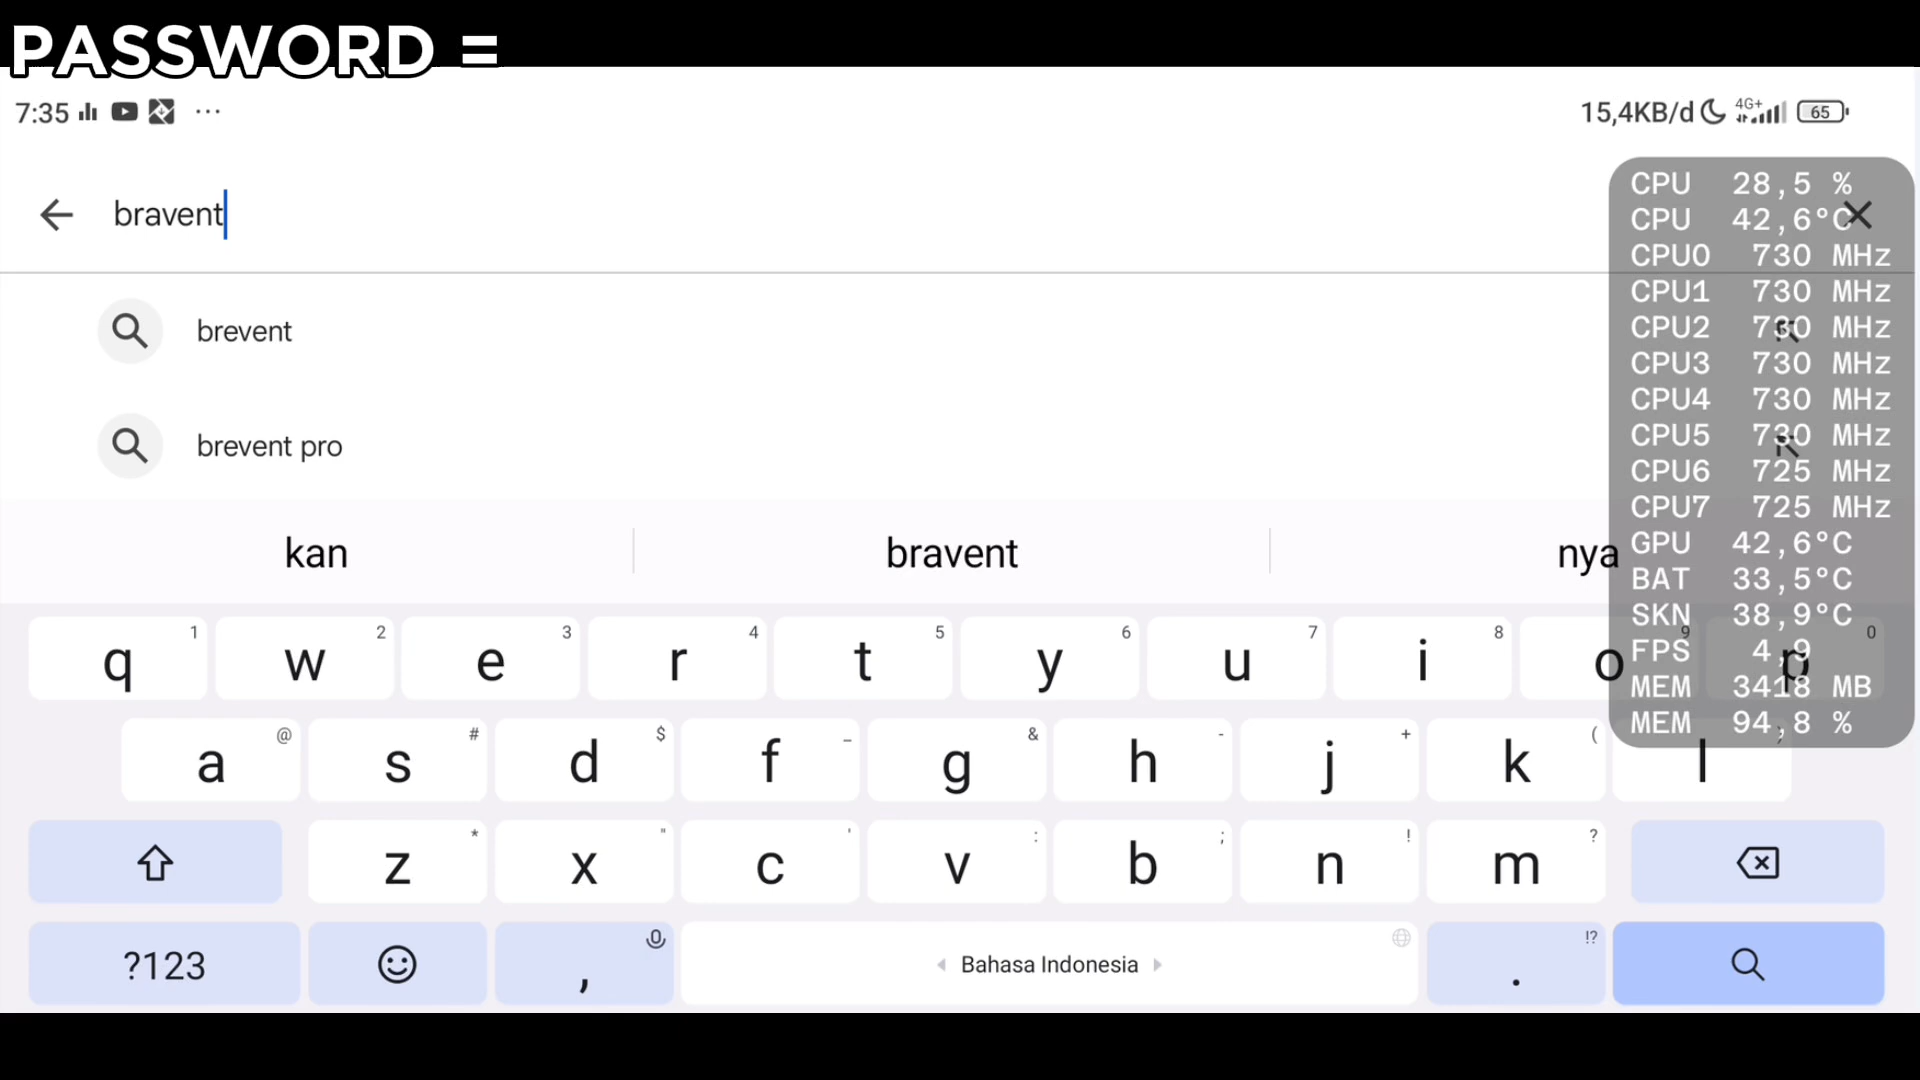 PASSWORD =
7:35 ... 15,4KB/d 4G+ 65
bravent
brevent
brevent pro
CPU 28,5 %
CPU 42,6°C
CPU0 730 MHz
CPU1 730 MHz
CPU2 730 MHz
CPU3 730 MHz
CPU4 730 MHz
CPU5 730 MHz
CPU6 725 MHz
CPU7 725 MHz
GPU 42,6°C
BAT 33,5°C
SKN 38,9°C
FPS 4,9
MEM 3418 MB
MEM 94,8 %
kan bravent nya
q 1 w 2 e 3 r 4 t 5 y 6 u 7 i 8 o 9 p 0
a @ s # d $ f _ g & h - j + k ( l
z * x " c ' v : b ; n ! m ?
?123 , Bahasa Indonesia . !?